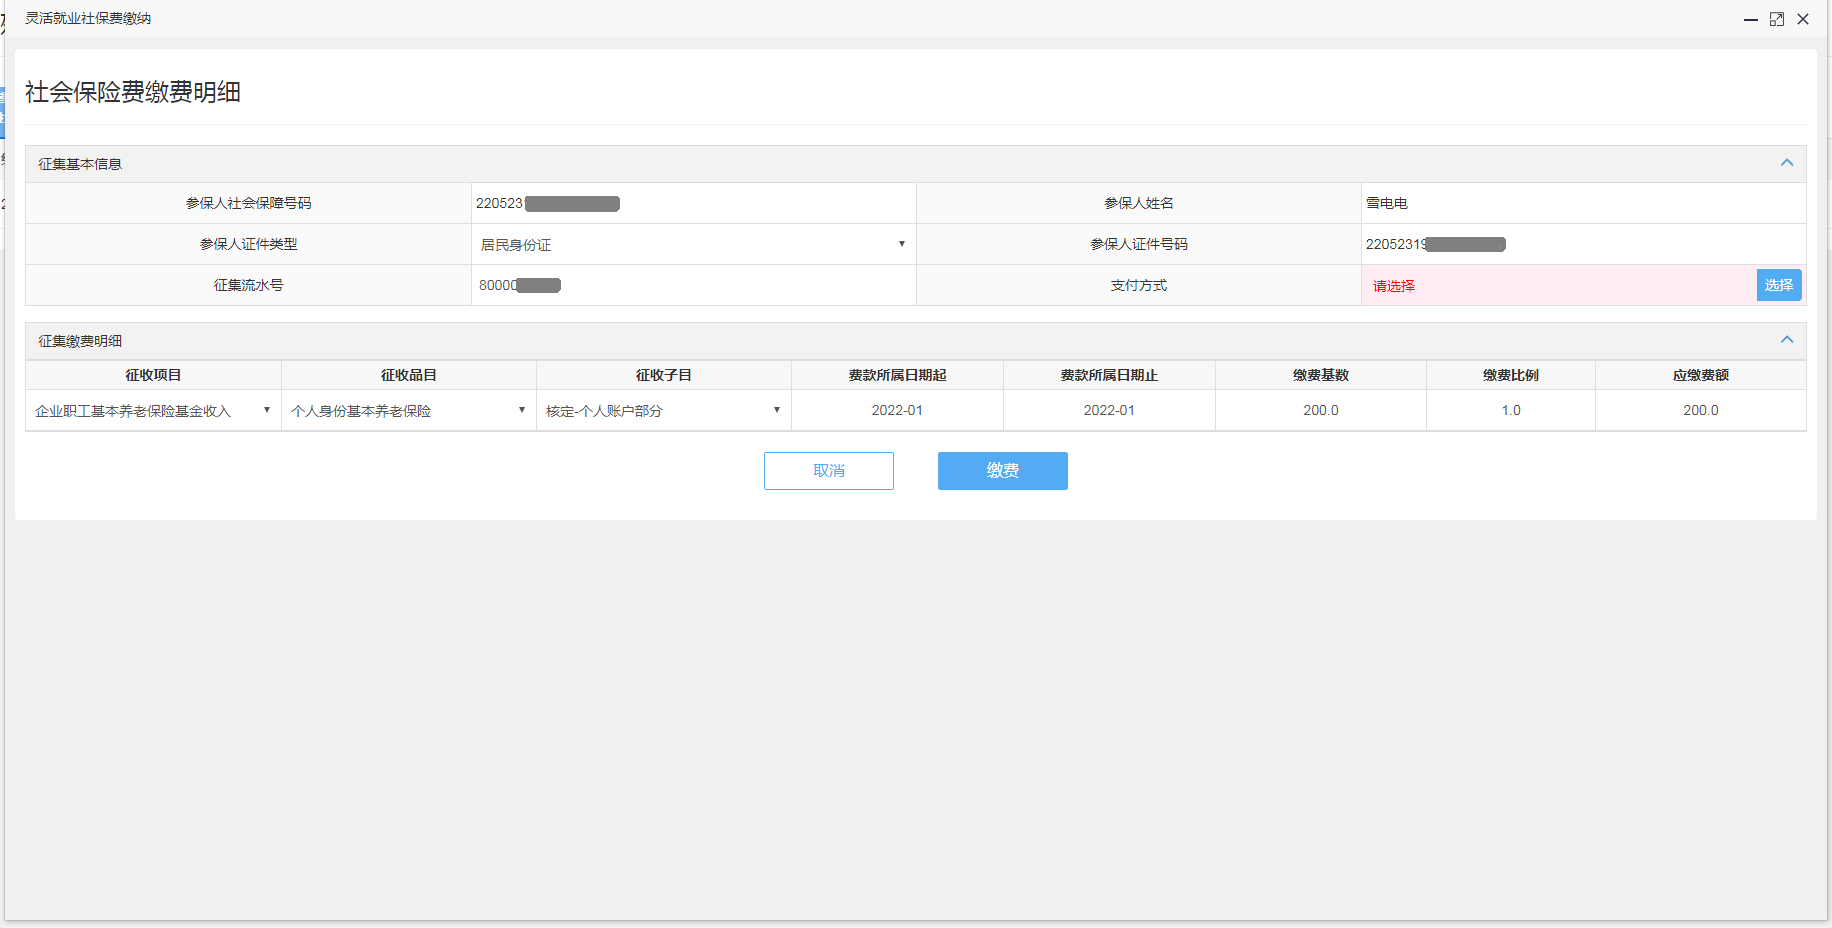 灵活就业社保费缴纳
社会保险费缴费明细
征集基本信息
参保人社会保障号码 220523 参保人姓名 雪电电
参保人证件类型 居民身份证 参保人证件号码 22052319
征集流水号 80000 支付方式 请选择 选择
征集缴费明细
征收项目 征收品目 征收子目 费款所属日期起 费款所属日期止 缴费基数 缴费比例 应缴费额
企业职工基本养老保险基金收入 个人身份基本养老保险 核定-个人账户部分 2022-01 2022-01 200.0 1.0 200.0
取消 缴费